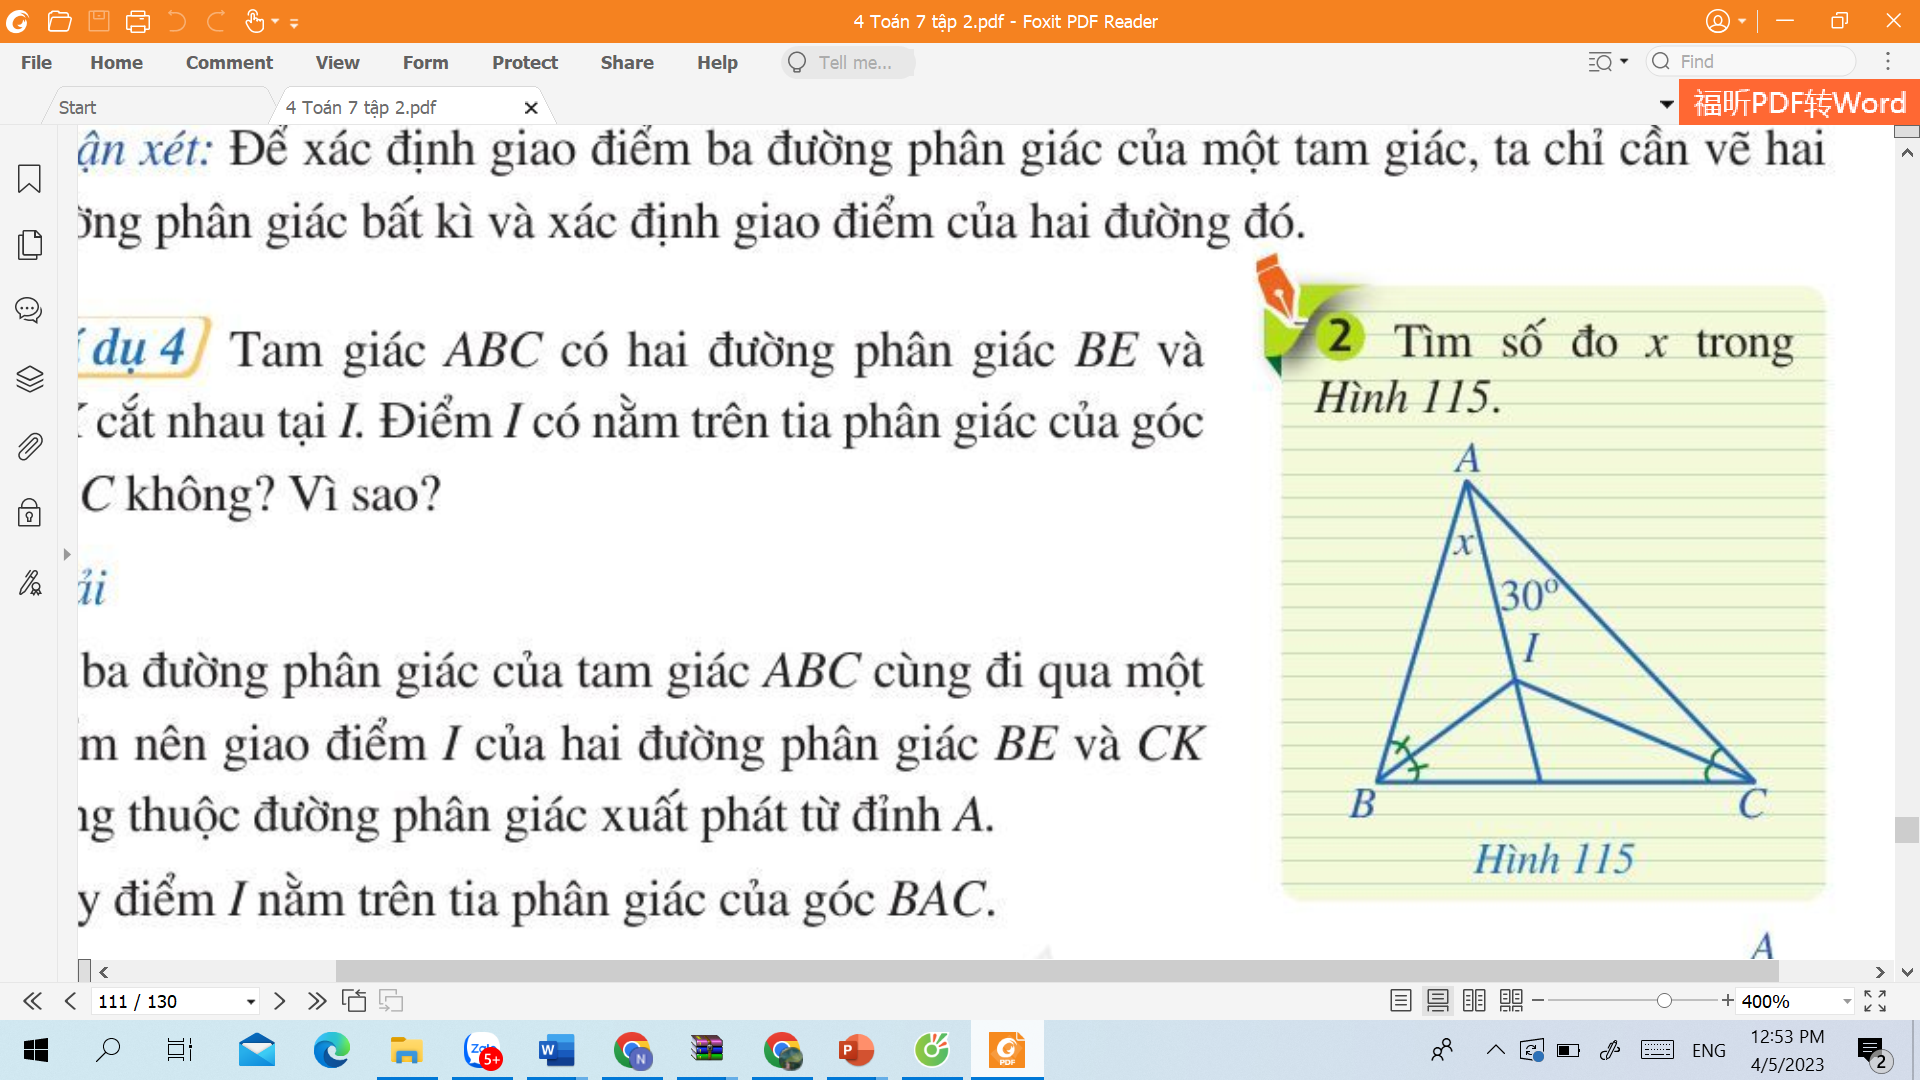 4 Toán 7 tập 2.pdf - Foxit PDF Reader
File Home Comment View Form Protect Share Help Tell me... Find
Start 4 Toán 7 tập 2.pdf 福昕PDF转Word
ận xét: Để xác định giao điểm ba đường phân giác của một tam giác, ta chỉ cần vẽ hai
ờng phân giác bất kì và xác định giao điểm của hai đường đó.
dụ 4 Tam giác ABC có hai đường phân giác BE và
cắt nhau tại I. Điểm I có nằm trên tia phân giác của góc
C không? Vì sao?
ải
ba đường phân giác của tam giác ABC cùng đi qua một
m nên giao điểm I của hai đường phân giác BE và CK
ng thuộc đường phân giác xuất phát từ đỉnh A.
y điểm I nằm trên tia phân giác của góc BAC.
2 Tìm số đo x trong
Hình 115.
A
x
30º
I
B C
Hình 115
A
111 / 130 400%
Zalo 5+ W N P PDF
ENG 12:53 PM
4/5/2023 2